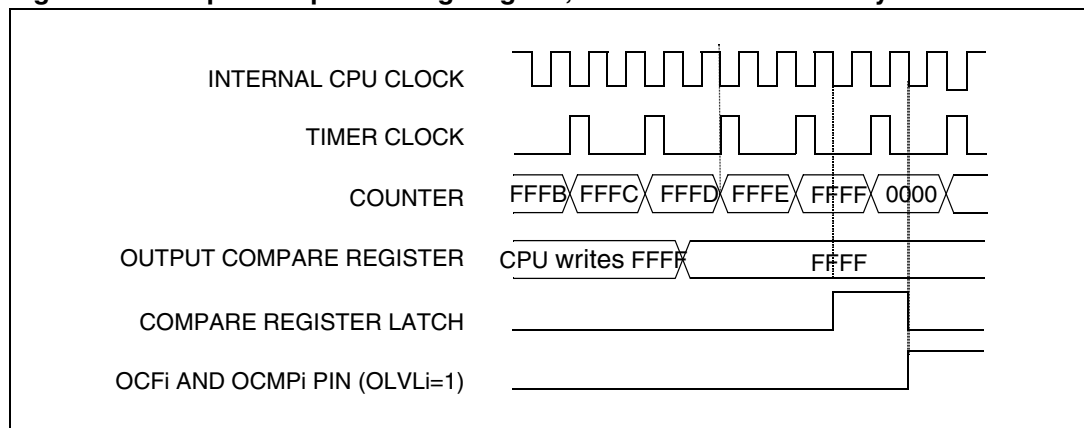 INTERNAL CPU CLOCK
TIMER CLOCK
COUNTER FFFB FFFC FFFD FFFE FFFF 0000
OUTPUT COMPARE REGISTER CPU writes FFFF FFFF
COMPARE REGISTER LATCH
OCFi AND OCMPi PIN (OLVLi=1)